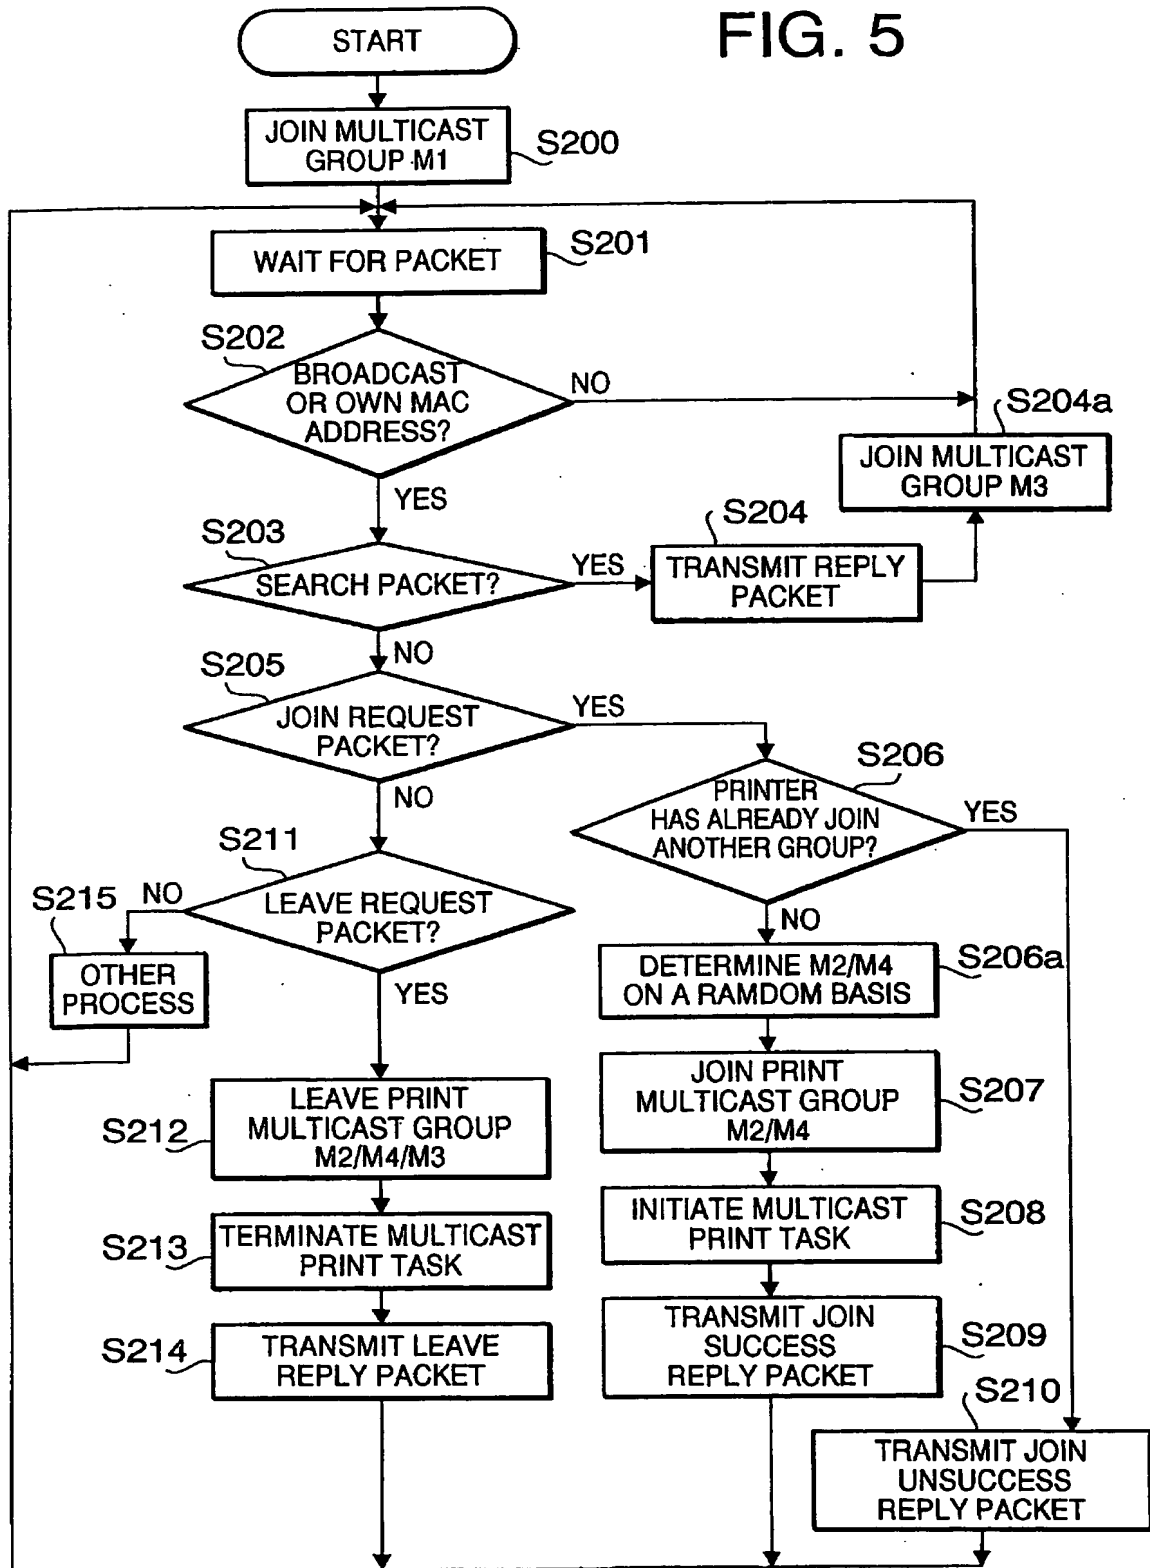 FIG. 5
START
JOIN MULTICAST
GROUP M1
S200
WAIT FOR PACKET
S201
S202
BROADCAST
OR OWN MAC
ADDRESS?
NO
YES
S204a
JOIN MULTICAST
GROUP M3
S203
SEARCH PACKET?
YES
NO
S204
TRANSMIT REPLY
PACKET
S205
JOIN REQUEST
PACKET?
YES
NO
S206
PRINTER
HAS ALREADY JOIN
ANOTHER GROUP?
YES
NO
S211
LEAVE REQUEST
PACKET?
NO
YES
S215
OTHER
PROCESS
DETERMINE M2/M4
ON A RAMDOM BASIS
S206a
JOIN PRINT
MULTICAST GROUP
M2/M4
S207
S212
LEAVE PRINT
MULTICAST GROUP
M2/M4/M3
INITIATE MULTICAST
PRINT TASK
S208
S213
TERMINATE MULTICAST
PRINT TASK
TRANSMIT JOIN
SUCCESS
REPLY PACKET
S209
S214
TRANSMIT LEAVE
REPLY PACKET
S210
TRANSMIT JOIN
UNSUCCESS
REPLY PACKET